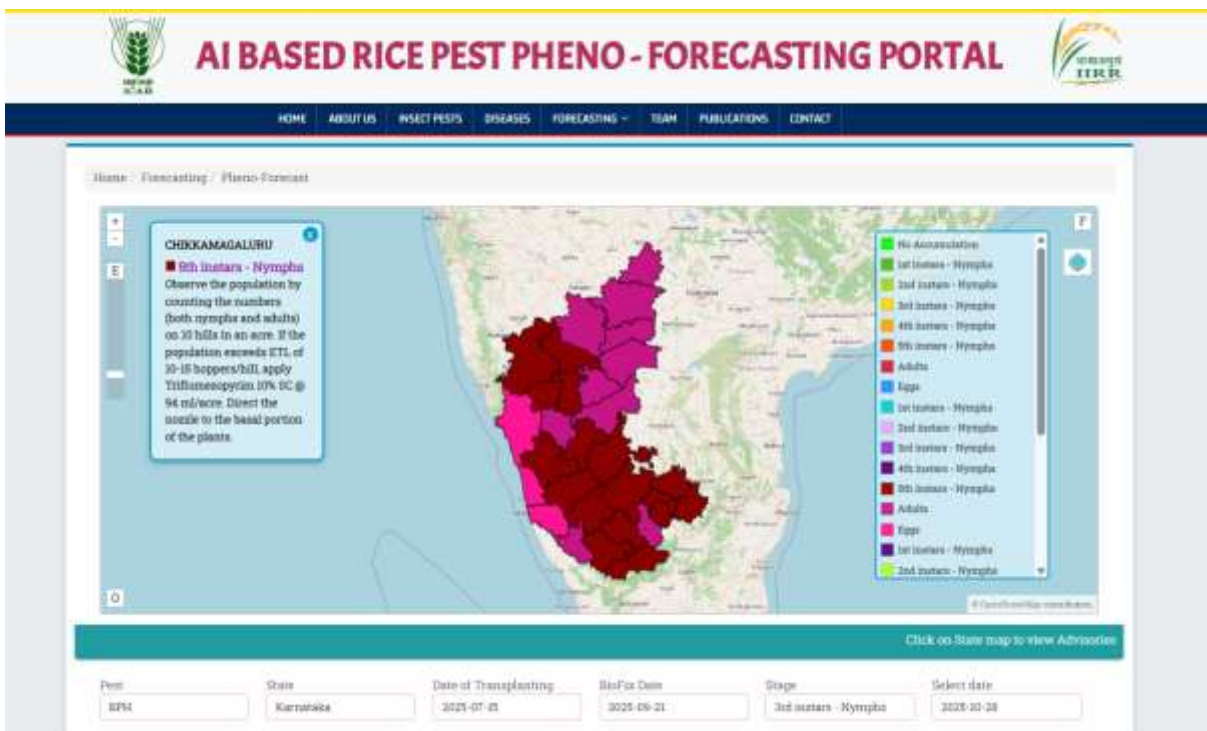 AI BASED RICE PEST PHENO - FORECASTING PORTAL
ICAR
IIRR
HOME ABOUT US INSECT PESTS DISEASES FORECASTING TEAM PUBLICATIONS CONTACT
Home / Forecasting / Pheno-Forecast
+
-
E
CHIKKAMAGALURU
X
5th instars - Nymphs
Observe the population by
counting the numbers
(both nymphs and adults)
on 10 hills in an acre. If the
population exceeds ETL of
10-15 hoppers/hill, apply
Triflumezopyrim 10% SC @
94 ml/acre. Direct the
nozzle to the basal portion
of the plants.
F
No Accumulation
1st instars - Nymphs
2nd instars - Nymphs
3rd instars - Nymphs
4th instars - Nymphs
5th instars - Nymphs
Adults
Eggs
1st instars - Nymphs
2nd instars - Nymphs
3rd instars - Nymphs
4th instars - Nymphs
5th instars - Nymphs
Adults
Eggs
1st instars - Nymphs
2nd instars - Nymphs
O
© OpenStreetMap contributors.
Click on State map to view Advisories
Pest State Date of Transplanting BioFix Date Stage Select date
BPH Karnataka 2025-07-15 2025-09-21 3rd instars - Nymphs 2025-10-28